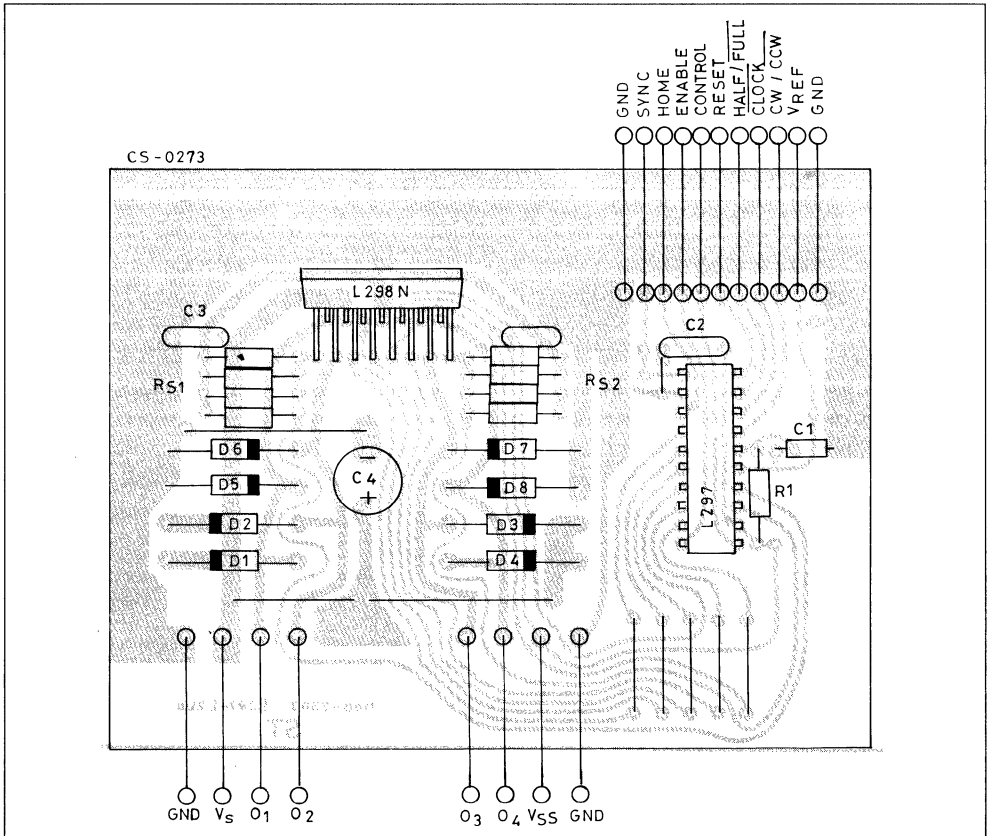 GND
SYNC
HOME
ENABLE
CONTROL
RESET
HALF/FULL
CLOCK
CW / CCW
VREF
GND
CS-0273
L298N
C3
C2
RS1
RS2
L297
C1
R1
D6
D7
D5
D8
C4
−
+
D2
D3
D1
D4
GND
Vs
O1
O2
O3
O4
VSS
GND